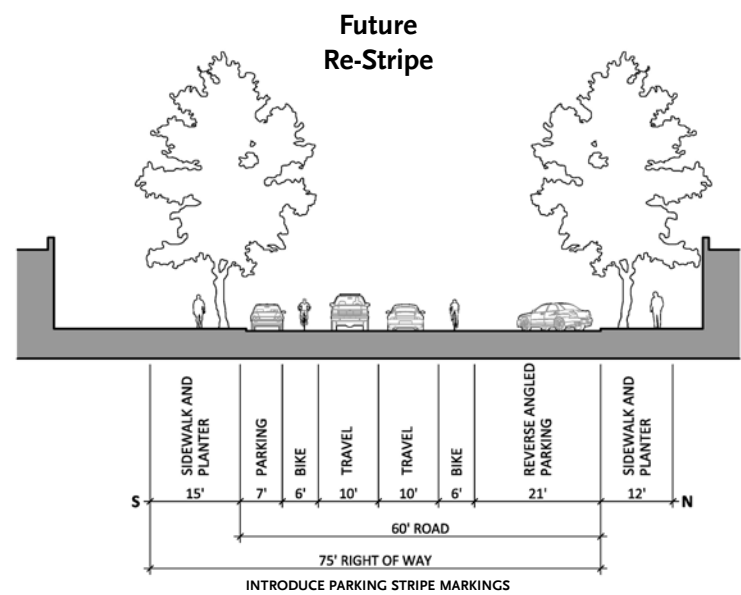 Future
Re-Stripe
SIDEWALK AND
PLANTER
PARKING
BIKE
TRAVEL
TRAVEL
BIKE
REVERSE ANGLED
PARKING
SIDEWALK AND
PLANTER
S 15' 7' 6' 10' 10' 6' 21' 12' N
60' ROAD
75' RIGHT OF WAY
INTRODUCE PARKING STRIPE MARKINGS